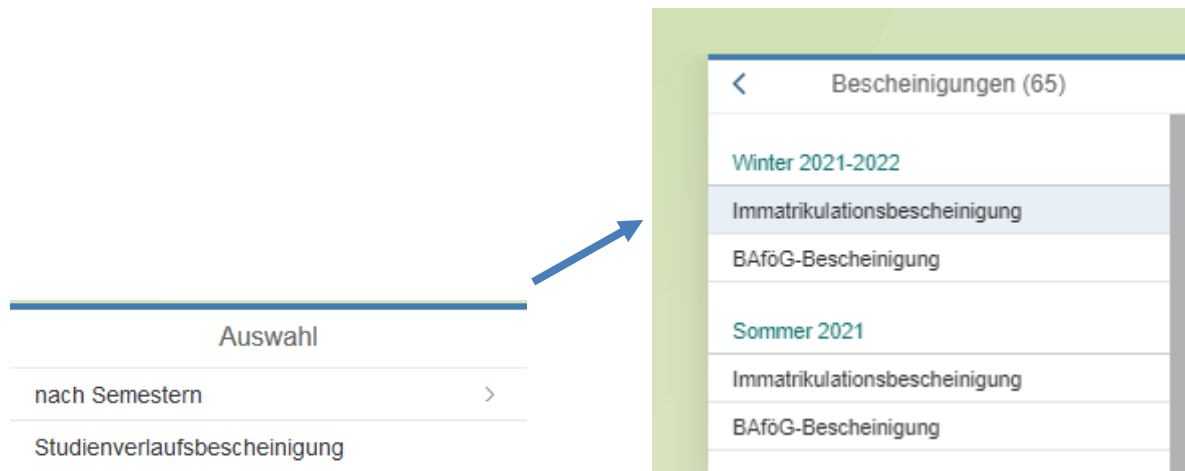 Auswahl
nach Semestern
Studienverlaufsbescheinigung
Bescheinigungen (65)
Winter 2021-2022
Immatrikulationsbescheinigung
BAföG-Bescheinigung
Sommer 2021
Immatrikulationsbescheinigung
BAföG-Bescheinigung